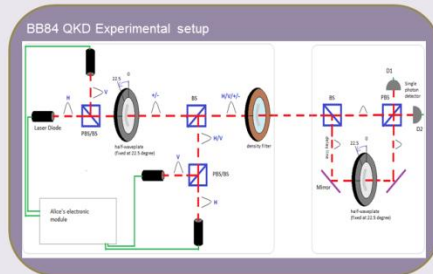 BB84 QKD Experimental setup
22.5 0
H
V
+/-
BS
H/V/+/-
Laser Diode
PBS/BS
half-waveplate
(fixed at 22.5 degree)
H/V
density filter
V
PBS/BS
H
Alice's electronic
module
D1
Single
photon
detector
BS
PBS
D2
22.5 0
Mirror
half-waveplate
(fixed at 22.5 degree)